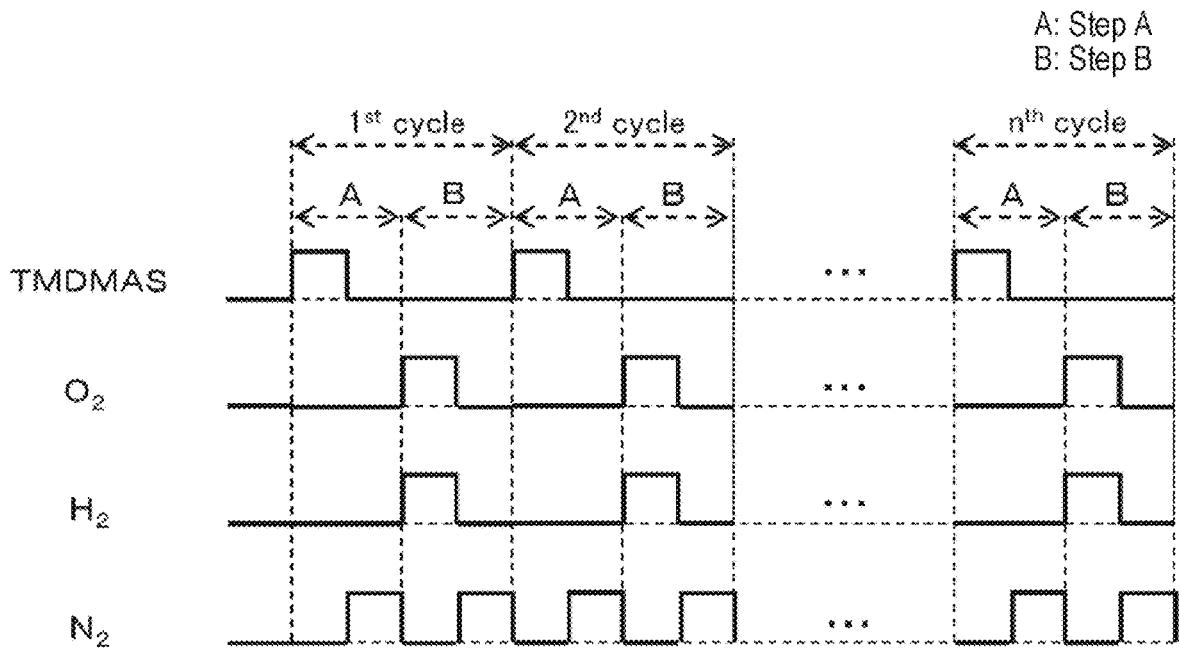 A: Step A
B: Step B
1st cycle 2nd cycle nth cycle
A B A B A B
TMDMAS ...
O2 ...
H2 ...
N2 ...